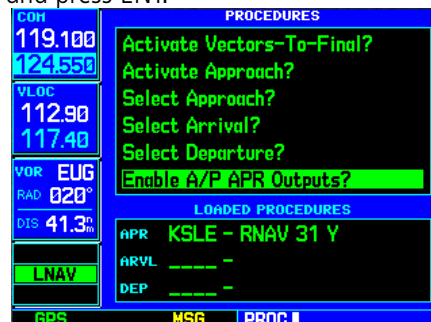 and press ENT.
COM
119.100
124.550
VLOC
112.90
117.40
VOR EUG
RAD 020°
DIS 41.3nm
LNAV
PROCEDURES
Activate Vectors-To-Final?
Activate Approach?
Select Approach?
Select Arrival?
Select Departure?
Enable A/P APR Outputs?
LOADED PROCEDURES
APR KSLE - RNAV 31 Y
ARVL ____ -
DEP ____ -
GPS MSG PROC